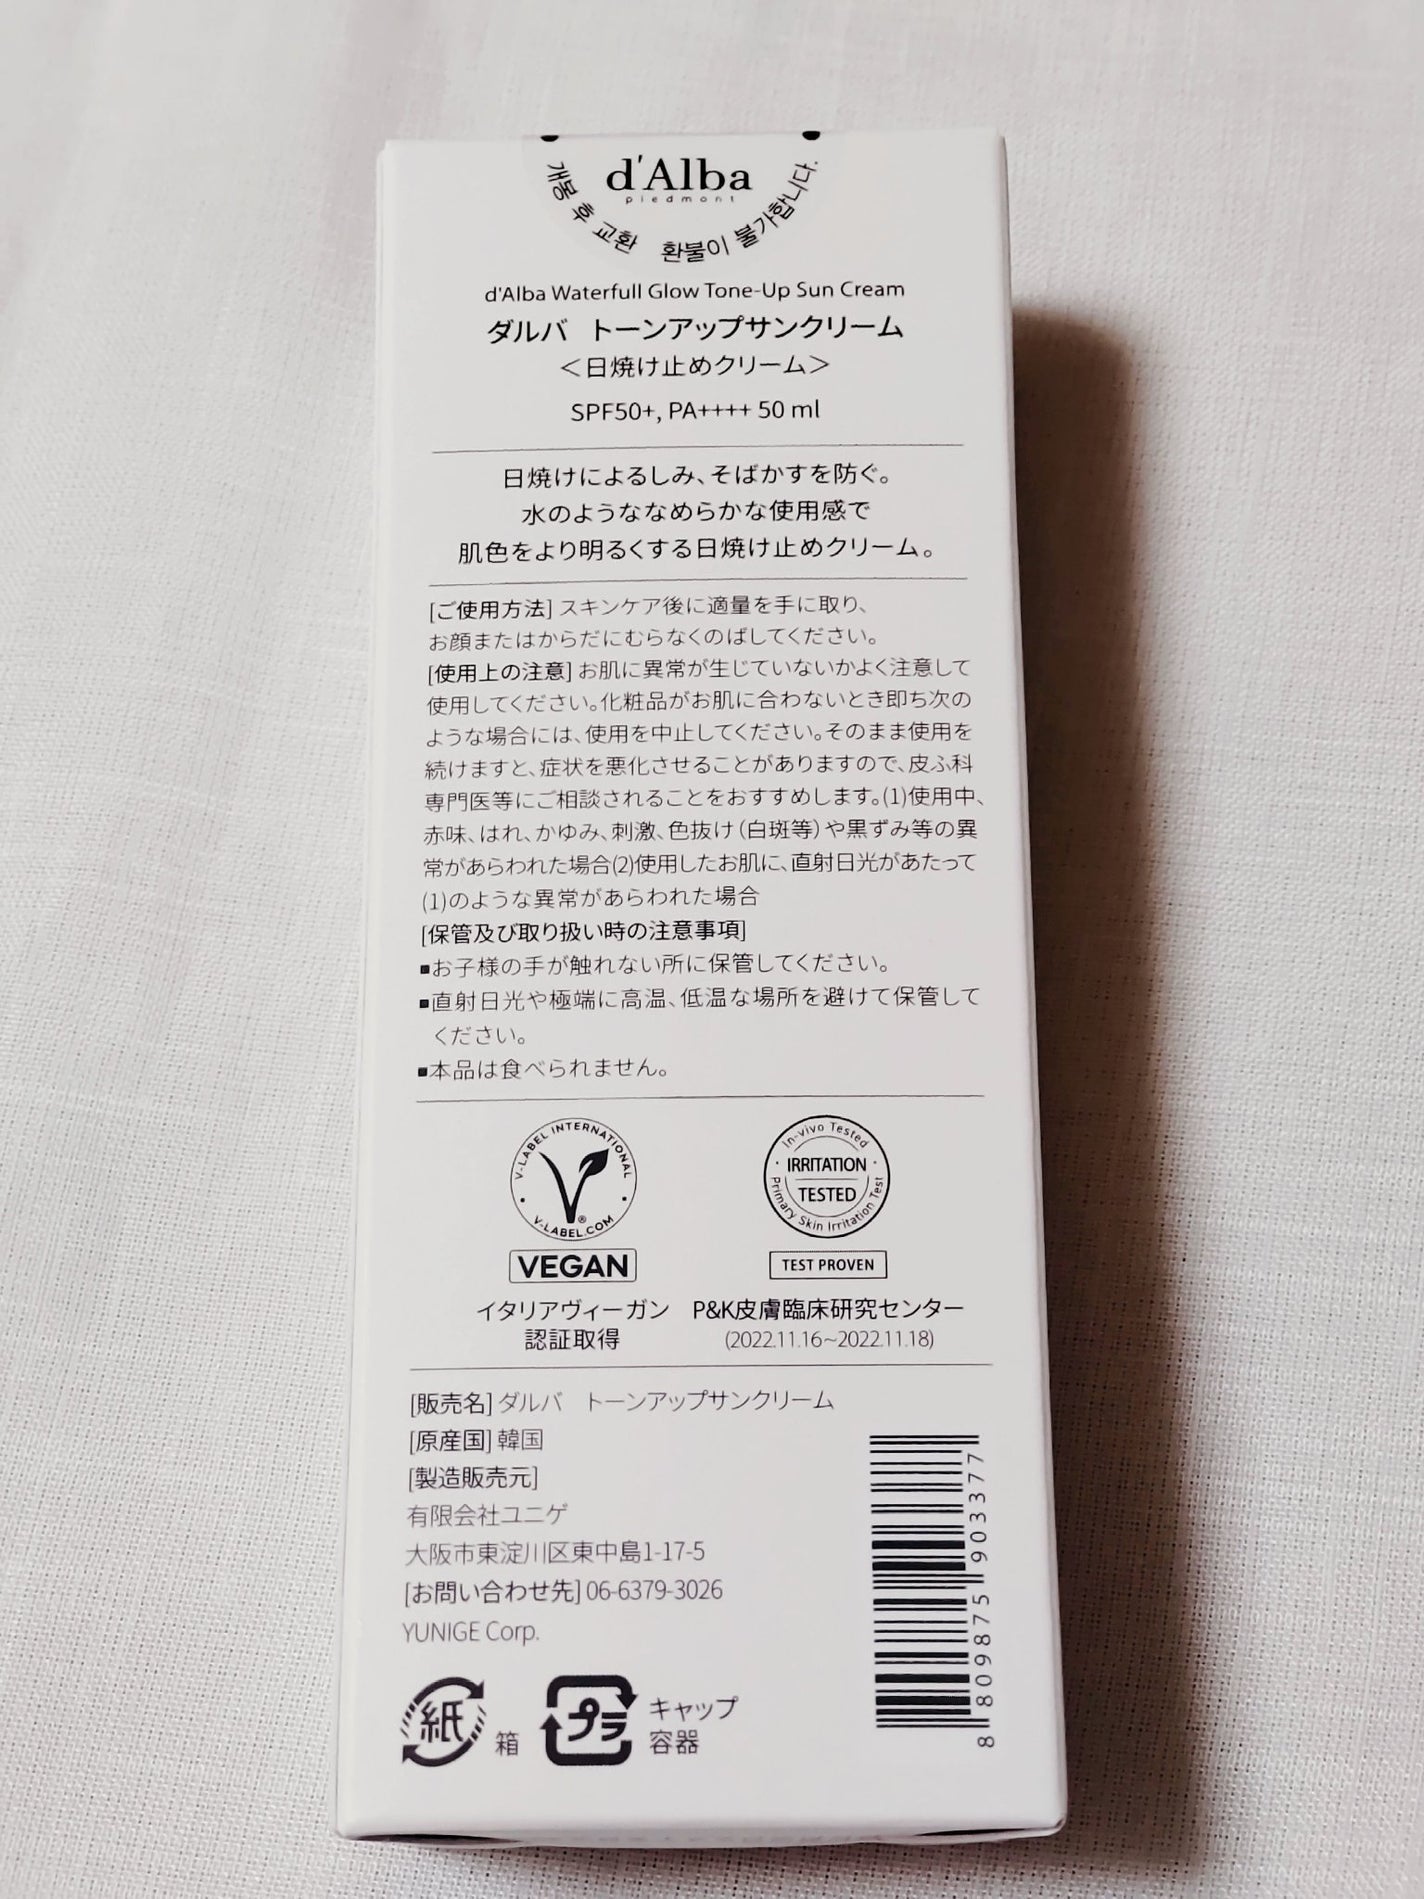 d'Alba
piedmont
개봉 후 교환 환불이 불가합니다.
d'Alba Waterfull Glow Tone-Up Sun Cream
ダルバ トーンアップサンクリーム
＜日焼け止めクリーム＞
SPF50+, PA++++ 50 ml
日焼けによるしみ、そばかすを防ぐ。
水のようななめらかな使用感で
肌色をより明るくする日焼け止めクリーム。
[ご使用方法] スキンケア後に適量を手に取り、
お顔またはからだにむらなくのばしてください。
[使用上の注意] お肌に異常が生じていないかよく注意して
使用してください。化粧品がお肌に合わないとき即ち次の
ような場合には、使用を中止してください。そのまま使用を
続けますと、症状を悪化させることがありますので、皮ふ科
専門医等にご相談されることをおすすめします。(1)使用中、
赤味、はれ、かゆみ、刺激、色抜け（白斑等）や黒ずみ等の異
常があらわれた場合(2)使用したお肌に、直射日光があたって
(1)のような異常があらわれた場合
[保管及び取り扱い時の注意事項]
■お子様の手が触れない所に保管してください。
■直射日光や極端に高温、低温な場所を避けて保管して
ください。
■本品は食べられません。
V-LABEL INTERNATIONAL
V-LABEL.COM
VEGAN
イタリアヴィーガン
認証取得
In-vivo Tested
IRRITATION
TESTED
Primary Skin Irritation Test
TEST PROVEN
P&K皮膚臨床研究センター
(2022.11.16~2022.11.18)
[販売名] ダルバ トーンアップサンクリーム
[原産国] 韓国
[製造販売元]
有限会社ユニゲ
大阪市東淀川区東中島1-17-5
[お問い合わせ先] 06-6379-3026
YUNIGE Corp.
紙
箱
プラ
キャップ
容器
8 809875 903377